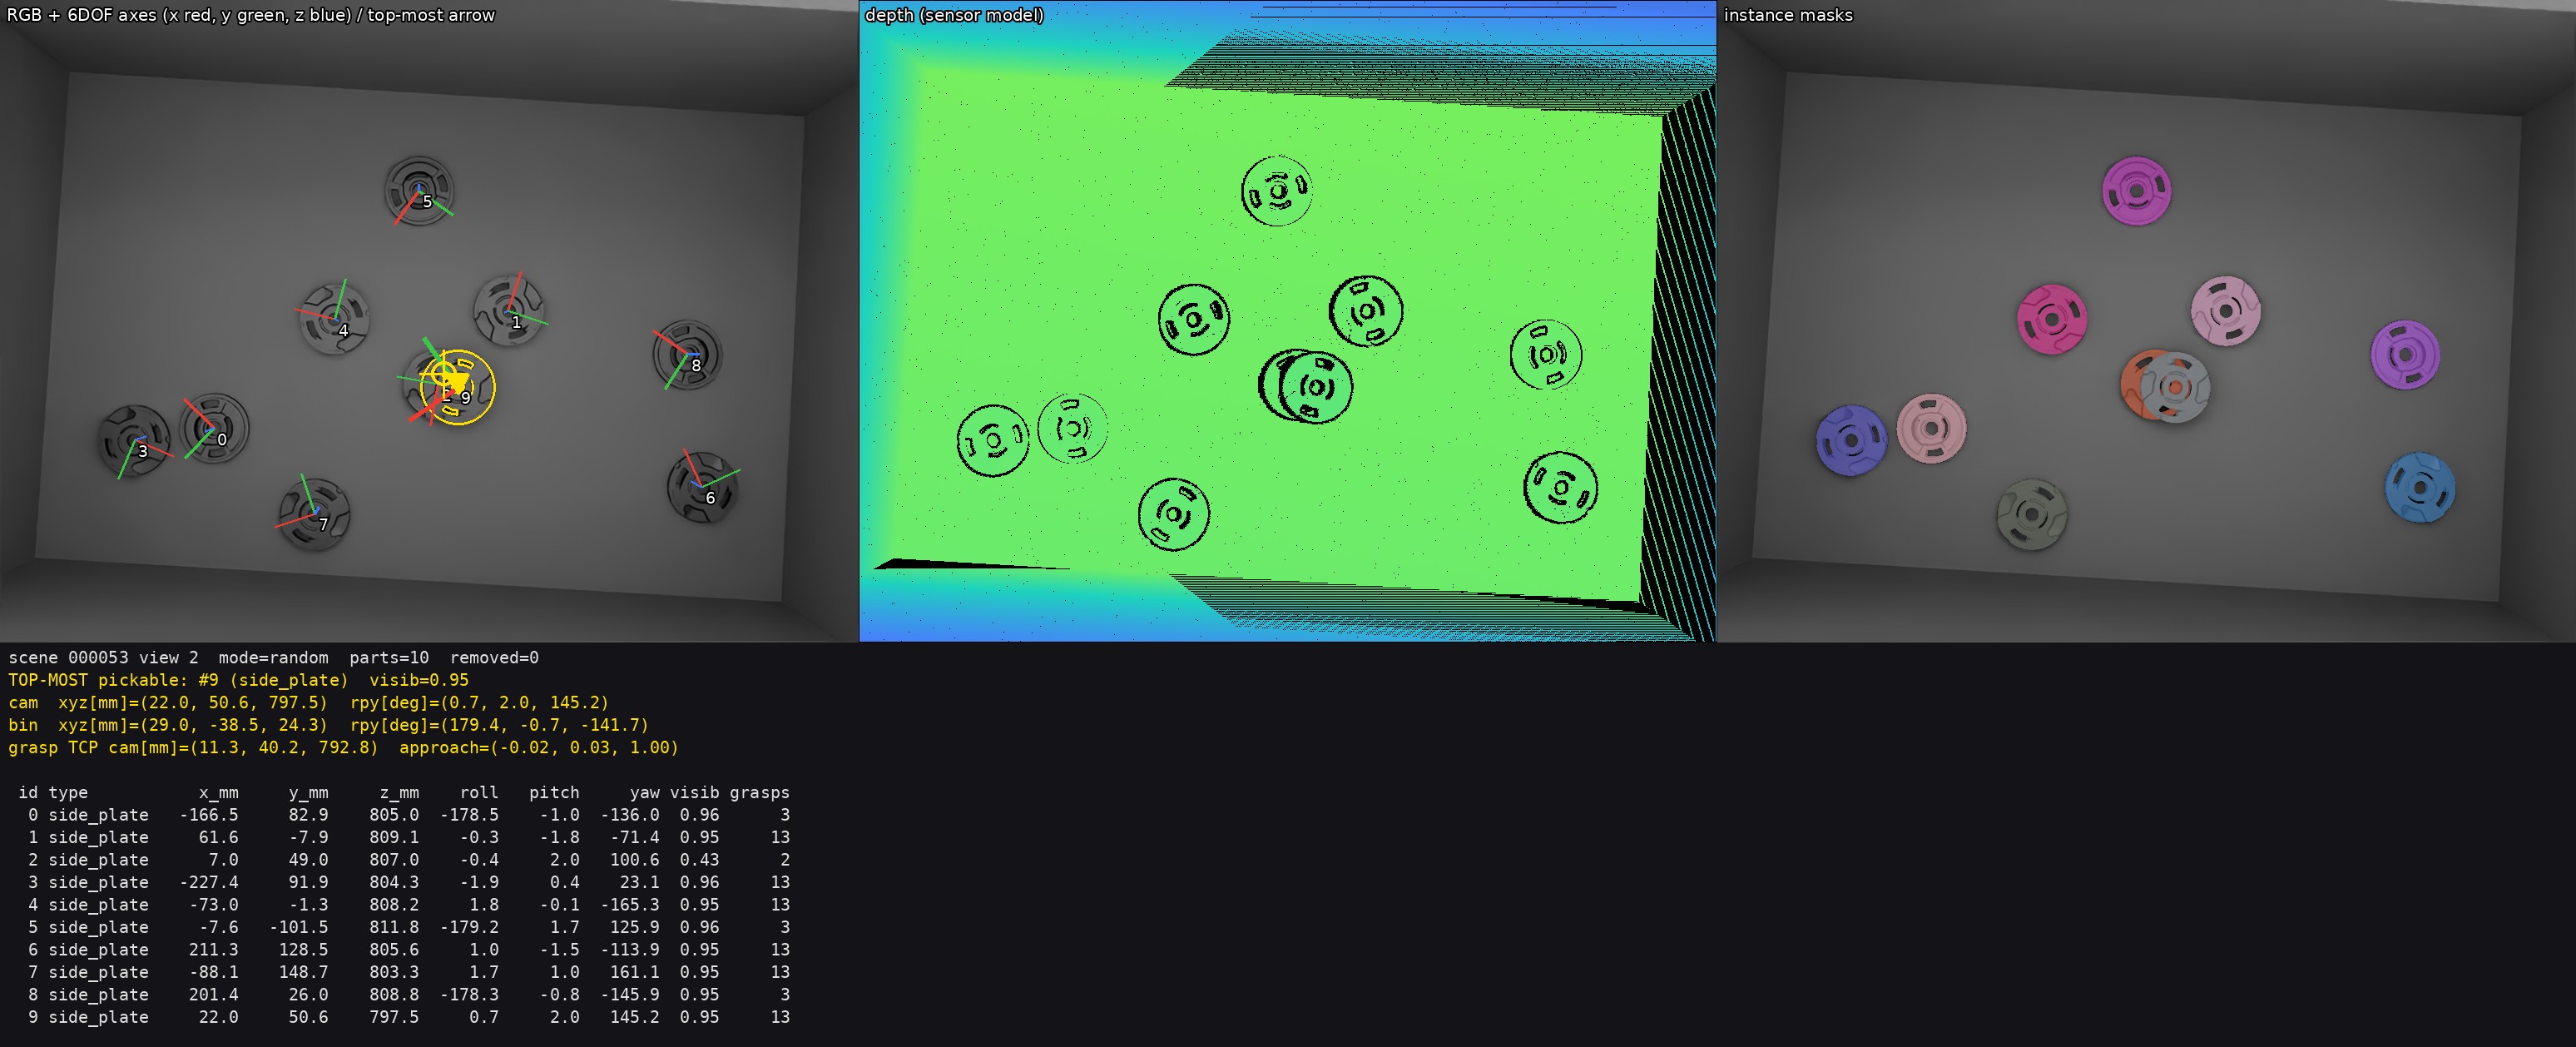 RGB + 6DOF axes (x red, y green, z blue) / top-most arrow
depth (sensor model)
instance masks
5
1
4
8
9
3
0
6
7
scene 000053 view 2  mode=random  parts=10  removed=0
TOP-MOST pickable: #9 (side_plate)  visib=0.95
cam  xyz[mm]=(22.0, 50.6, 797.5)  rpy[deg]=(0.7, 2.0, 145.2)
bin  xyz[mm]=(29.0, -38.5, 24.3)  rpy[deg]=(179.4, -0.7, -141.7)
grasp TCP cam[mm]=(11.3, 40.2, 792.8)  approach=(-0.02, 0.03, 1.00)
id type x_mm y_mm z_mm roll pitch yaw visib grasps
0 side_plate -166.5 82.9 805.0 -178.5 -1.0 -136.0 0.96 3
1 side_plate 61.6 -7.9 809.1 -0.3 -1.8 -71.4 0.95 13
2 side_plate 7.0 49.0 807.0 -0.4 2.0 100.6 0.43 2
3 side_plate -227.4 91.9 804.3 -1.9 0.4 23.1 0.96 13
4 side_plate -73.0 -1.3 808.2 1.8 -0.1 -165.3 0.95 13
5 side_plate -7.6 -101.5 811.8 -179.2 1.7 125.9 0.96 3
6 side_plate 211.3 128.5 805.6 1.0 -1.5 -113.9 0.95 13
7 side_plate -88.1 148.7 803.3 1.7 1.0 161.1 0.95 13
8 side_plate 201.4 26.0 808.8 -178.3 -0.8 -145.9 0.95 3
9 side_plate 22.0 50.6 797.5 0.7 2.0 145.2 0.95 13